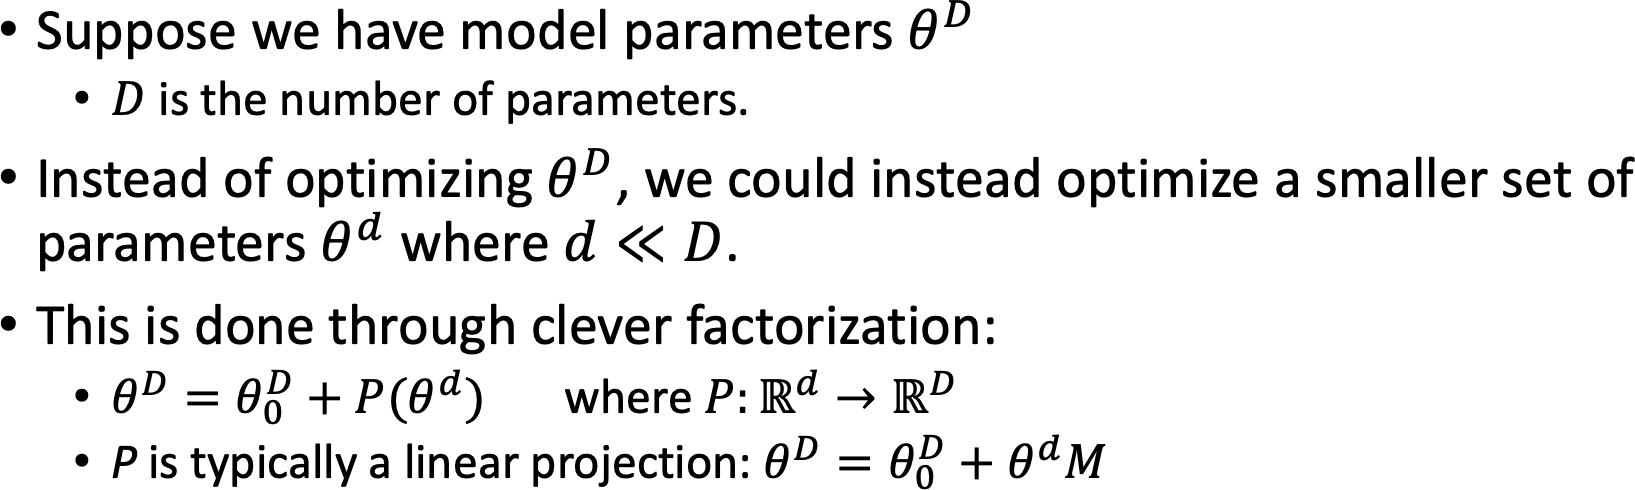 • Suppose we have model parameters θ^D
• D is the number of parameters.
• Instead of optimizing θ^D, we could instead optimize a smaller set of
parameters θ^d where d ≪ D.
• This is done through clever factorization:
• θ^D = θ_0^D + P(θ^d) where P: ℝ^d → ℝ^D
• P is typically a linear projection: θ^D = θ_0^D + θ^d M